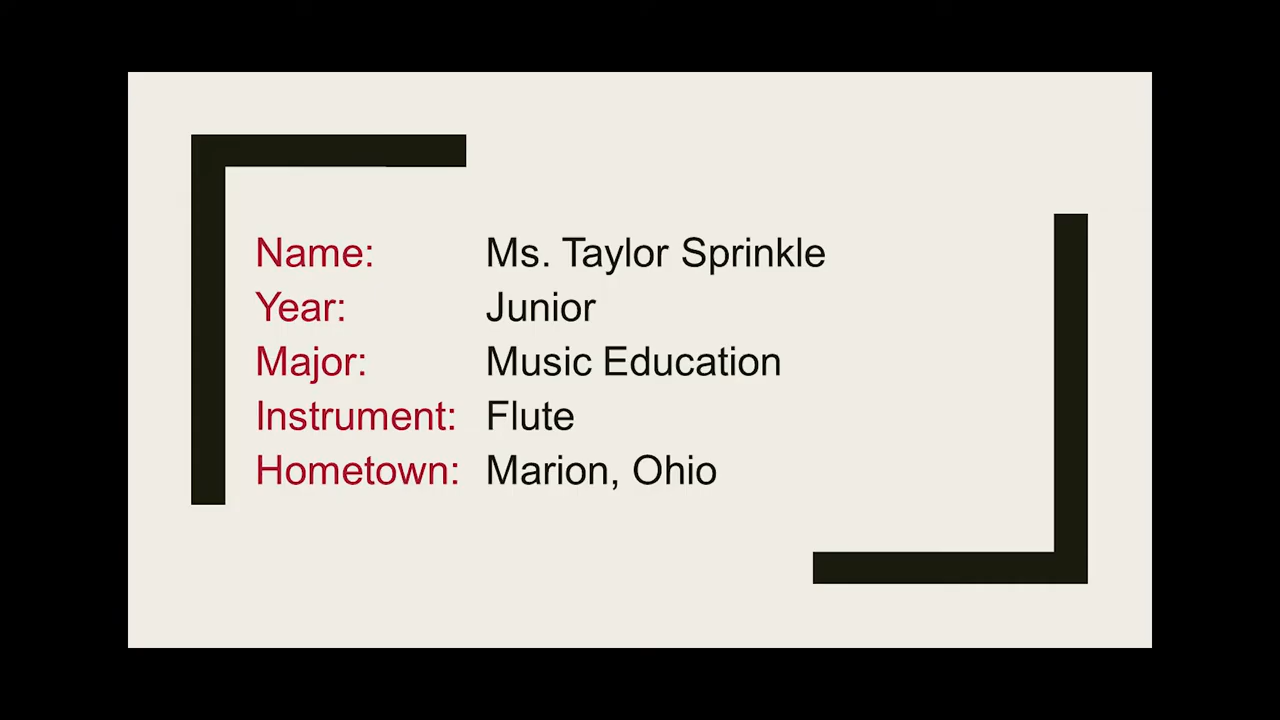 Name: Ms. Taylor Sprinkle
Year: Junior
Major: Music Education
Instrument: Flute
Hometown: Marion, Ohio